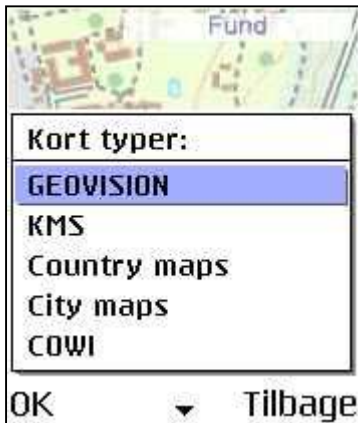 Fund
Kort typer:
GEOVISION
KMS
Country maps
City maps
COWI
OK Tilbage